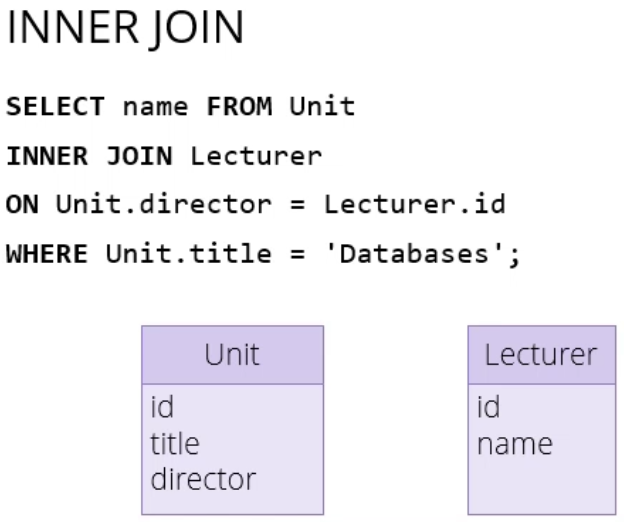 INNER JOIN
SELECT name FROM Unit
INNER JOIN Lecturer
ON Unit.director = Lecturer.id
WHERE Unit.title = 'Databases';
Unit
id
title
director
Lecturer
id
name